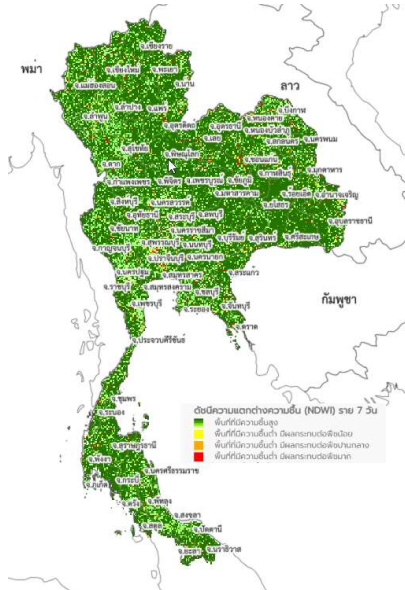 จ.เชียงราย
พม่า
จ.เชียงใหม่ จ.พะเยา
ลาว
จ.แม่ฮ่องสอน จ.น่าน
จ.ลำปาง จ.แพร่
จ.บึงกาฬ
จ.ลำพูน จ.อุตรดิตถ์ จ.อุดรธานี จ.หนองคาย
จ.หนองบัวลำภู
จ.เลย จ.สกลนคร จ.นครพนม
จ.สุโขทัย จ.พิษณุโลก จ.ขอนแก่น
จ.ตาก จ.กาฬสินธุ์ จ.มุกดาหาร
จ.กำแพงเพชร จ.พิจิตร จ.เพชรบูรณ์ จ.ชัยภูมิ
จ.มหาสารคาม จ.ร้อยเอ็ด จ.อำนาจเจริญ
จ.สิงห์บุรี จ.นครสวรรค์ จ.ยโสธร
จ.อุทัยธานี จ.สระบุรี จ.ลพบุรี จ.อุบลราชธานี
จ.ชัยนาท จ.นครราชสีมา จ.บุรีรัมย์ จ.สุรินทร์ จ.ศรีสะเกษ
จ.กาญจนบุรี จ.สุพรรณบุรี จ.นนทบุรี
จ.ปราจีนบุรี จ.นครนายก
จ.นครปฐม จ.สมุทรสาคร จ.สระแก้ว
จ.ราชบุรี จ.สมุทรสงคราม จ.ชลบุรี
จ.เพชรบุรี จ.ระยอง จ.จันทบุรี
กัมพูชา
จ.ตราด
จ.ประจวบคีรีขันธ์
จ.ชุมพร
จ.ระนอง
ดัชนีความแตกต่างความชื้น (NDWI) ราย 7 วัน
พื้นที่ที่มีความชื้นสูง
พื้นที่ที่มีความชื้นต่ำ มีผลกระทบต่อพืชน้อย
พื้นที่ที่มีความชื้นต่ำ มีผลกระทบต่อพืชปานกลาง
พื้นที่ที่มีความชื้นต่ำ มีผลกระทบต่อพืชมาก
จ.สุราษฎร์ธานี
จ.พังงา
จ.นครศรีธรรมราช
จ.กระบี่
จ.ภูเก็ต
จ.ตรัง จ.พัทลุง
จ.สงขลา
จ.สตูล จ.ปัตตานี
จ.ยะลา จ.นราธิวาส